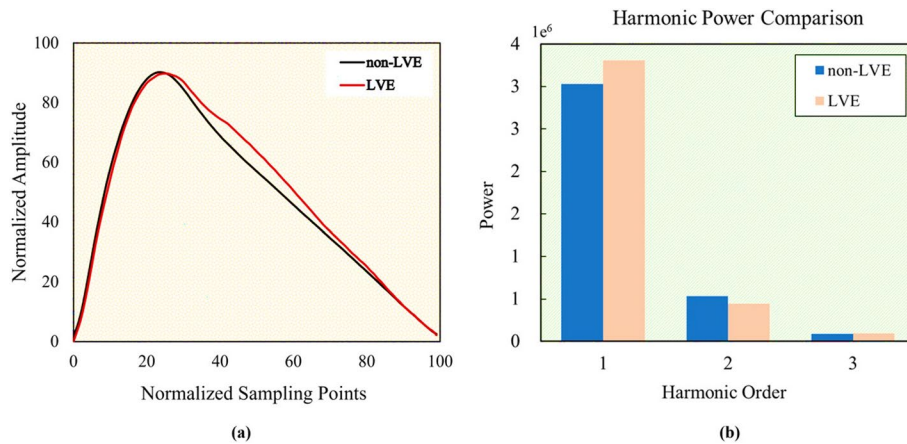 100
80
60
40
20
0
Normalized Amplitude
non-LVE
LVE
0 20 40 60 80 100
Normalized Sampling Points
(a)
Harmonic Power Comparison
1e⁶
4
3
3
2
2
1
1
0
Power
non-LVE
LVE
1 2 3
Harmonic Order
(b)